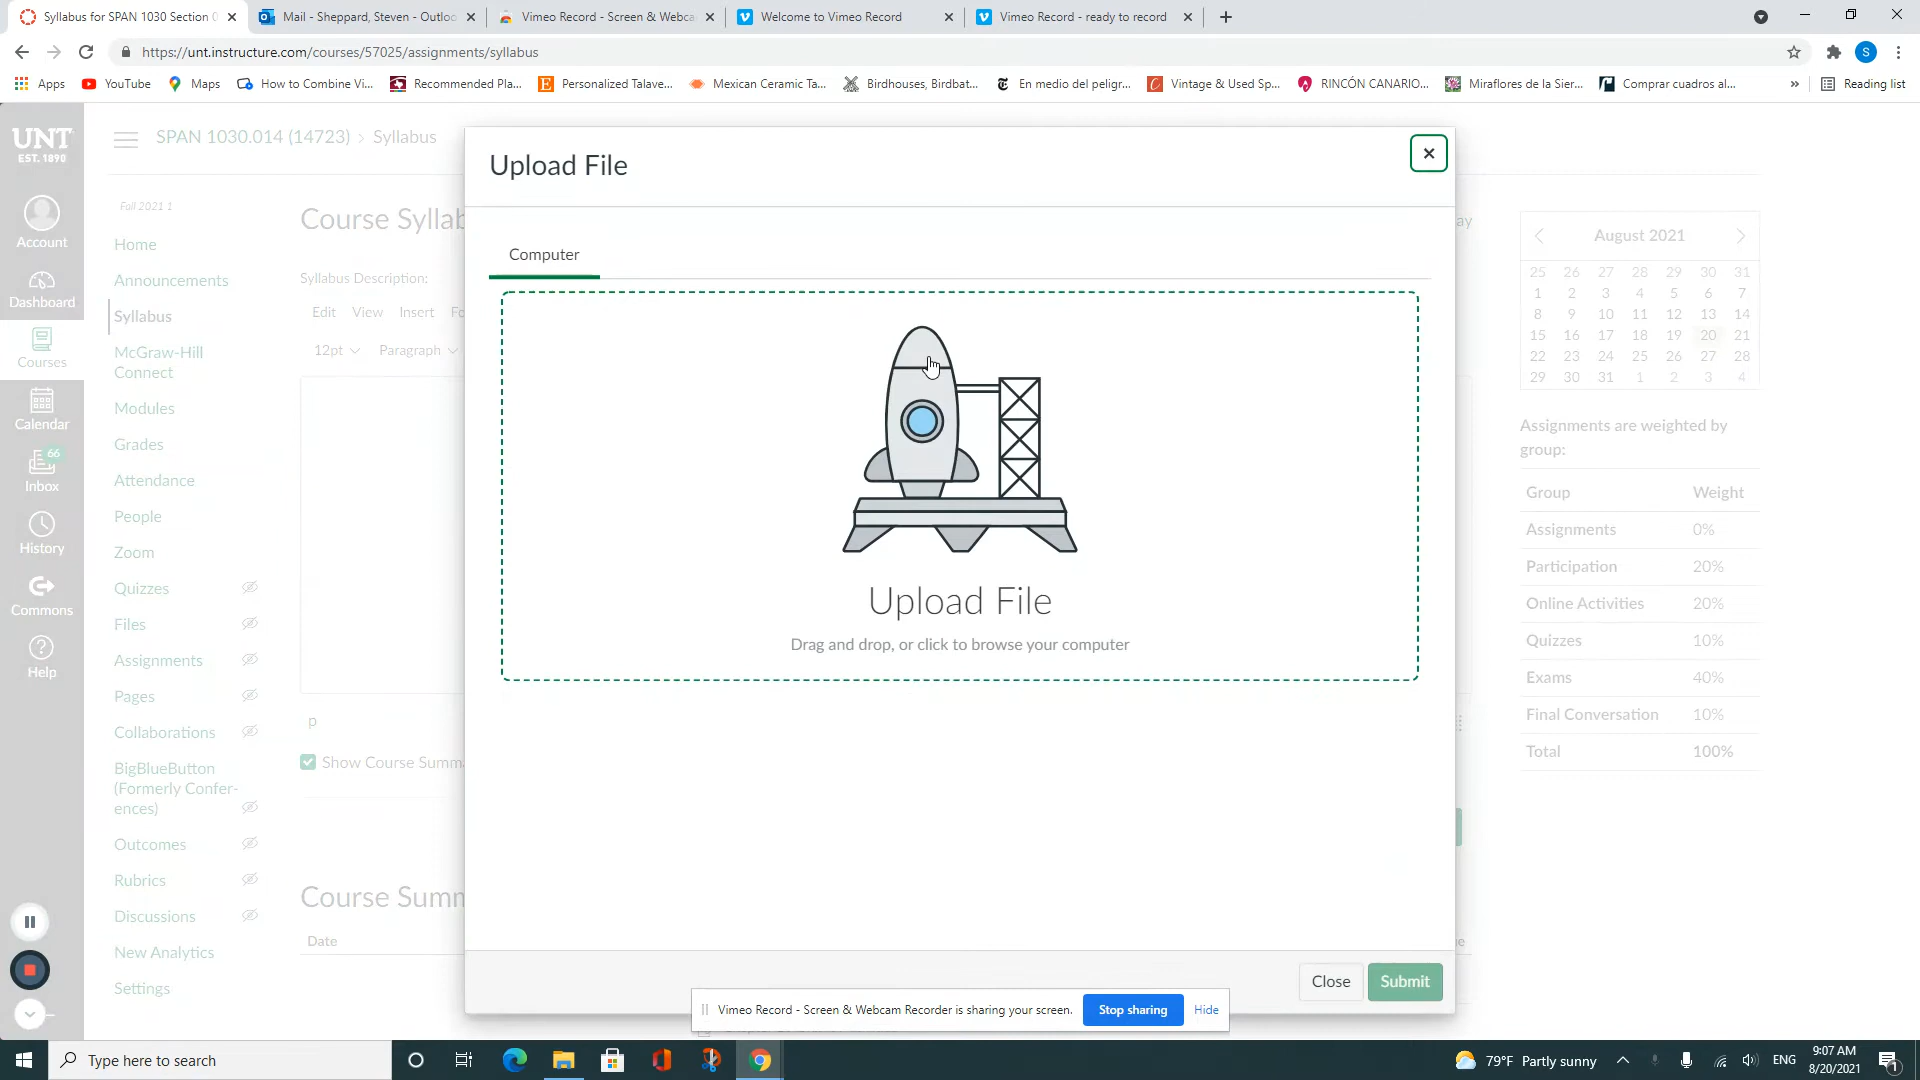 Syllabus for SPAN 1030 Section 0
Mail - Sheppard, Steven - Outloo
Vimeo Record - Screen & Webca
Welcome to Vimeo Record
Vimeo Record - ready to record
https://unt.instructure.com/courses/57025/assignments/syllabus
S
Apps
YouTube
Maps
How to Combine Vi...
Recommended Pla...
Personalized Talave...
Mexican Ceramic Ta...
Birdhouses, Birdbat...
En medio del peligr...
Vintage & Used Sp...
RINCÓN CANARIO...
Miraflores de la Sier...
Comprar cuadros al...
»
Reading list
UNT
EST. 1890
Account
Dashboard
Courses
Calendar
66
Inbox
History
Commons
Help
SPAN 1030.014 (14723) > Syllabus
Fall 2021 1
Home
Announcements
Syllabus
McGraw-Hill
Connect
Modules
Grades
Attendance
People
Zoom
Quizzes
Files
Assignments
Pages
Collaborations
BigBlueButton
(Formerly Confer-
ences)
Outcomes
Rubrics
Discussions
New Analytics
Settings
Course Syllab
Syllabus Description:
Edit View Insert Fo
12pt Paragraph
p
Show Course Summ
Course Summ
Date
Upload File
Computer
Upload File
Drag and drop, or click to browse your computer
Close
Submit
ay
August 2021
25 26 27 28 29 30 31
1 2 3 4 5 6 7
8 9 10 11 12 13 14
15 16 17 18 19 20 21
22 23 24 25 26 27 28
29 30 31 1 2 3 4
Assignments are weighted by
group:
Group Weight
Assignments 0%
Participation 20%
Online Activities 20%
Quizzes 10%
Exams 40%
Final Conversation 10%
Total 100%
Vimeo Record - Screen & Webcam Recorder is sharing your screen.
Stop sharing
Hide
Type here to search
79°F Partly sunny
ENG
9:07 AM
8/20/2021
1